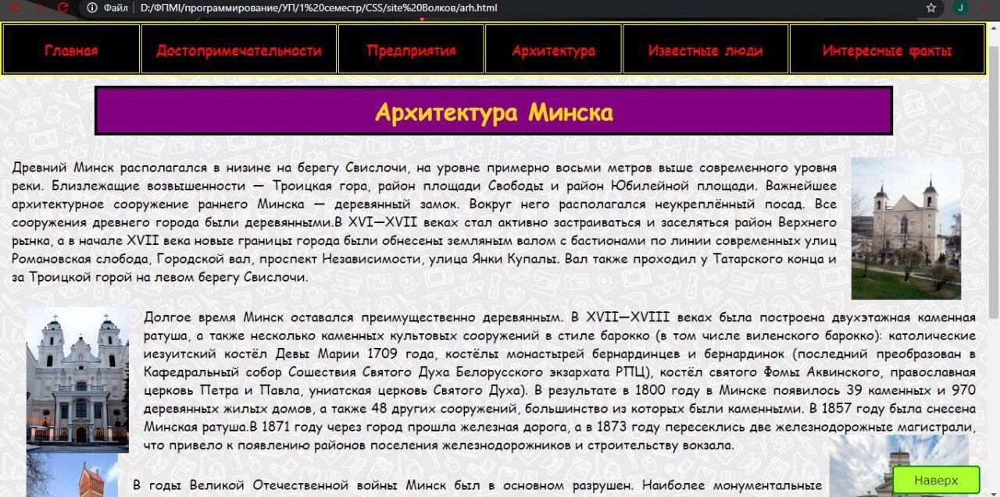 Файл D:/ФПМІ/программирование/УП/1%20семестр/CSS/site%20Волков/arh.html J
Главная Достопримечательности Предприятия Архитектура Известные люди Интересные факты
Архитектура Минска
Древний Минск располагался в низине на берегу Свислочи, на уровне примерно восьми метров выше современного уровня
реки. Близлежащие возвышенности — Троицкая гора, район площади Свободы и район Юбилейной площади. Важнейшее
архитектурное сооружение раннего Минска — деревянный замок. Вокруг него располагался неукреплённый посад. Все
сооружения древнего города были деревянными.В XVI—XVII веках стал активно застраиваться и заселяться район Верхнего
рынка, а в начале XVII века новые границы города были обнесены земляным валом с бастионами по линии современных улиц
Романовская слобода, Городской вал, проспект Независимости, улица Янки Купалы. Вал также проходил у Татарского конца и
за Троицкой горой на левом берегу Свислочи.
Долгое время Минск оставался преимущественно деревянным. В XVII—XVIII веках была построена двухэтажная каменная
ратуша, а также несколько каменных культовых сооружений в стиле барокко (в том числе виленского барокко): католические
иезуитский костёл Девы Марии 1709 года, костёлы монастырей бернардинцев и бернардинок (последний преобразован в
Кафедральный собор Сошествия Святого Духа Белорусского экзархата РПЦ), костёл святого Фомы Аквинского, православная
церковь Петра и Павла, униатская церковь Святого Духа). В результате в 1800 году в Минске появилось 39 каменных и 970
деревянных жилых домов, а также 48 других сооружений, большинство из которых были каменными. В 1857 году была снесена
Минская ратуша.В 1871 году через город прошла железная дорога, а в 1873 году пересеклись две железнодорожные магистрали,
что привело к появлению районов поселения железнодорожников и строительству вокзала.
В годы Великой Отечественной войны Минск был в основном разрушен. Наиболее монументальные
Наверх